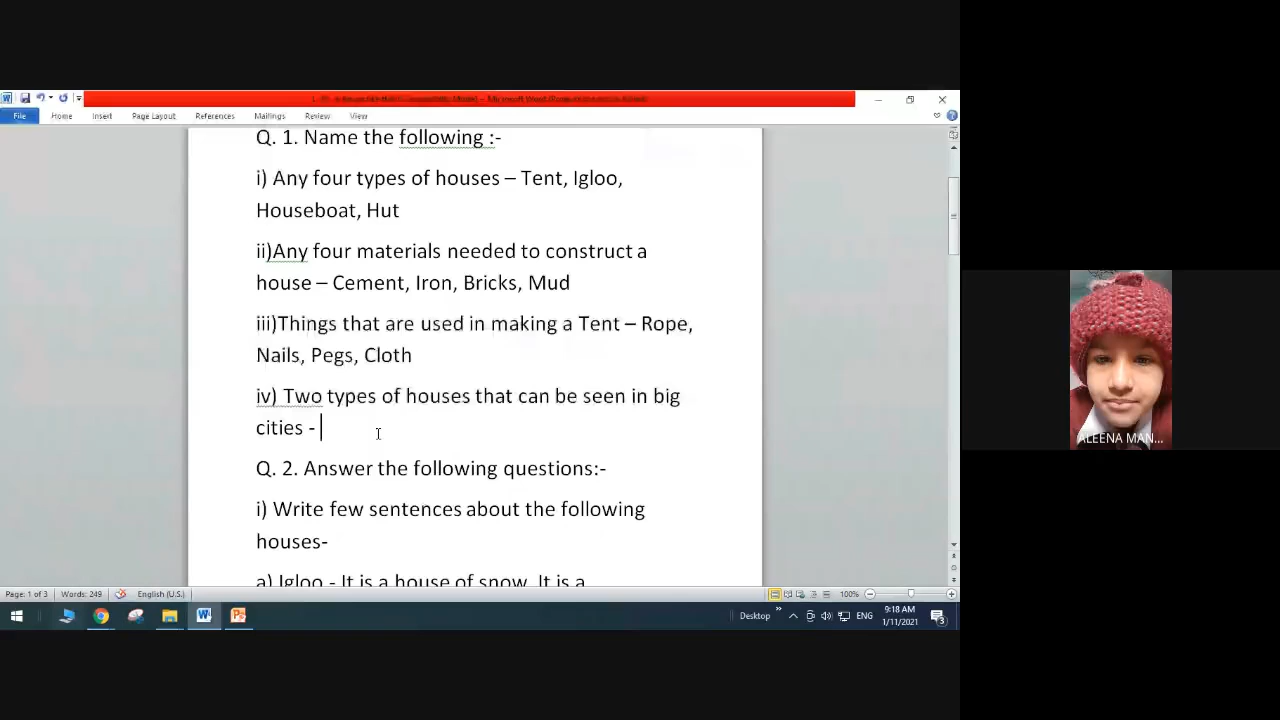 Microsoft Word
File Home Insert Page Layout References Mailings Review View
Q. 1. Name the following :-
i) Any four types of houses – Tent, Igloo,
Houseboat, Hut
ii)Any four materials needed to construct a
house – Cement, Iron, Bricks, Mud
iii)Things that are used in making a Tent – Rope,
Nails, Pegs, Cloth
iv) Two types of houses that can be seen in big
cities -
Q. 2. Answer the following questions:-
i) Write few sentences about the following
houses-
a) Igloo - It is a house of snow. It is a
ALEENA MAN...
Page: 1 of 3 Words: 249 English (U.S.) 100%
Desktop ENG 9:18 AM
1/11/2021 3